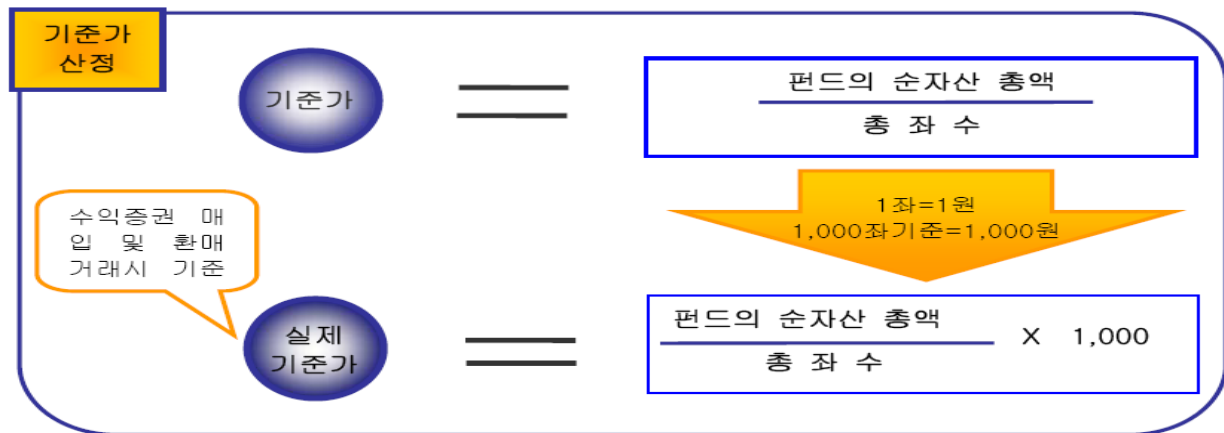 기준가
산정
기준가
펀드의 순자산 총액
총 좌 수
1좌=1원
1,000좌기준=1,000원
수익증권 매
입 및 환매
거래시 기준
실제
기준가
펀드의 순자산 총액
총 좌 수
X 1,000